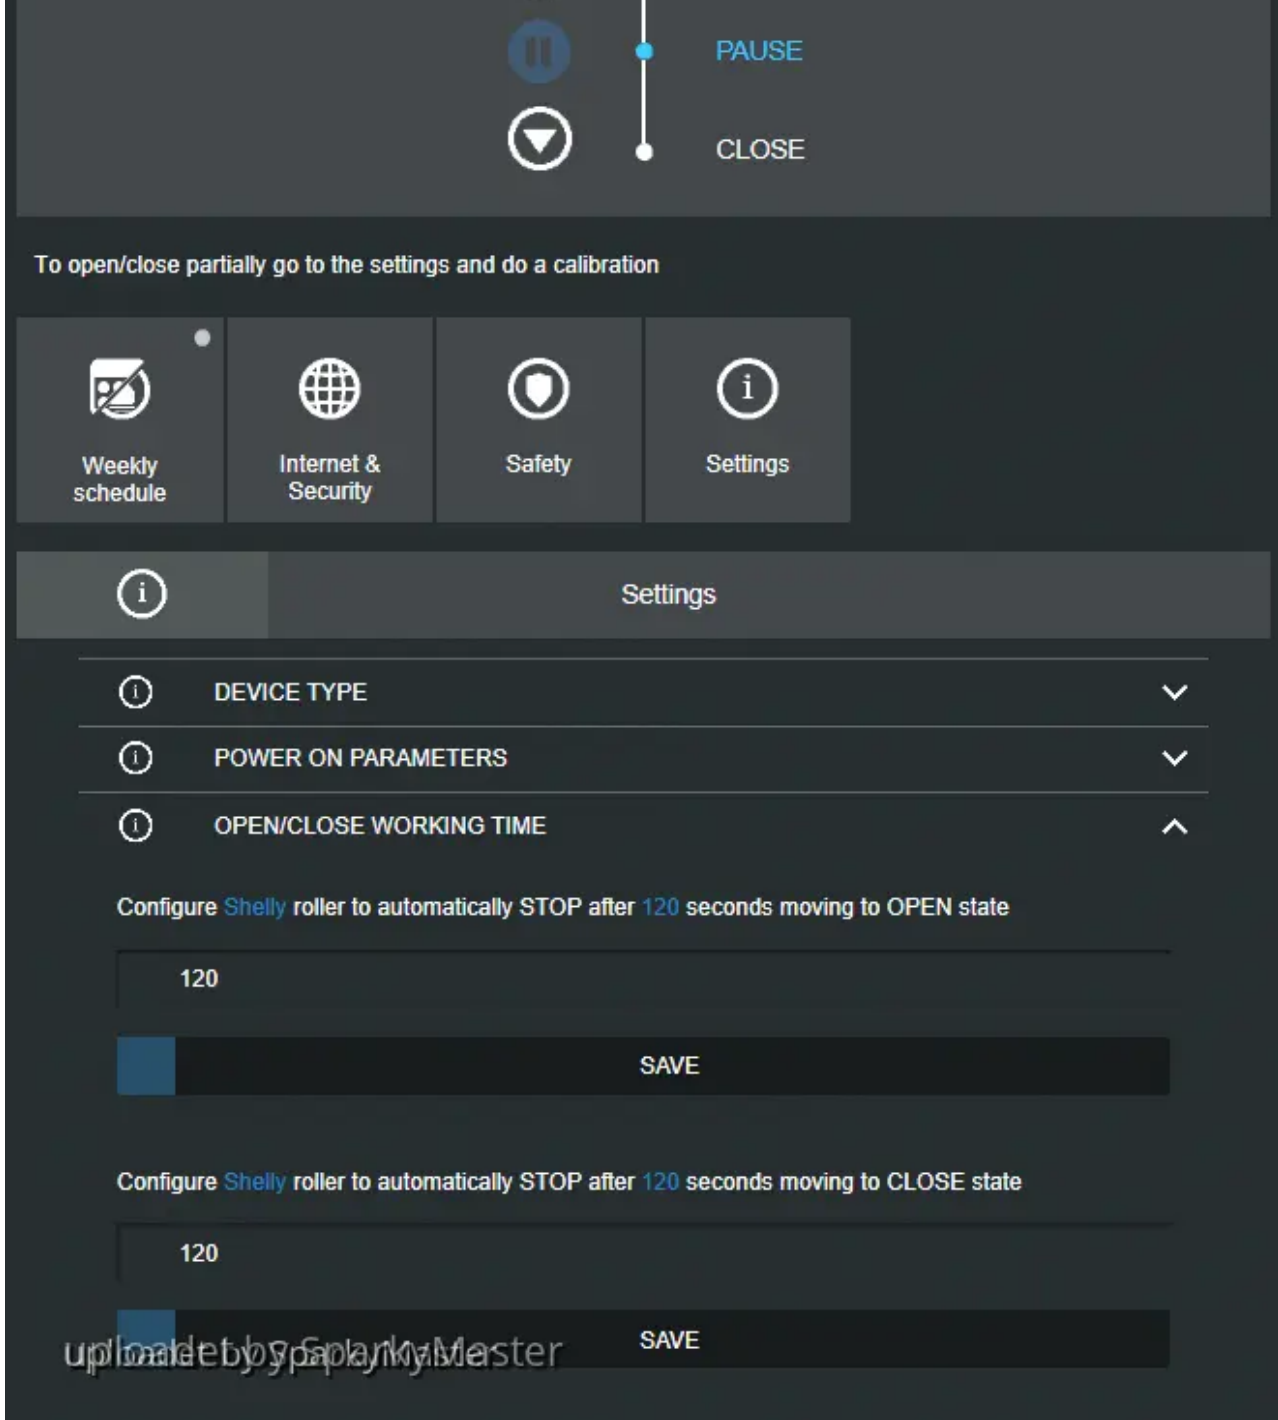 PAUSE
CLOSE
To open/close partially go to the settings and do a calibration
Weekly
schedule
Internet &
Security
Safety
Settings
Settings
DEVICE TYPE
POWER ON PARAMETERS
OPEN/CLOSE WORKING TIME
Configure Shelly roller to automatically STOP after 120 seconds moving to OPEN state
120
SAVE
Configure Shelly roller to automatically STOP after 120 seconds moving to CLOSE state
120
SAVE
uploadet by SparkyMaster